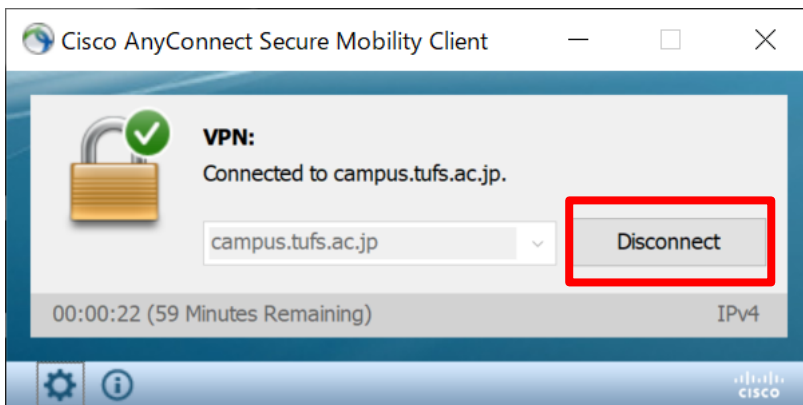 Cisco AnyConnect Secure Mobility Client
VPN:
Connected to campus.tufs.ac.jp.
campus.tufs.ac.jp
Disconnect
00:00:22 (59 Minutes Remaining)
IPv4
CISCO